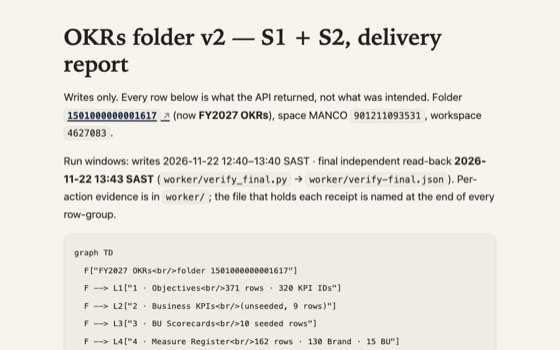 OKRs folder v2 — S1 + S2, delivery
report
Writes only. Every row below is what the API returned, not what was intended. Folder
1501000000001617 ↗ (now FY2027 OKRs), space MANCO 901211093531 , workspace
4627083 .
Run windows: writes 2026-11-22 12:40–13:40 SAST · final independent read-back 2026-
11-22 13:43 SAST ( worker/verify_final.py → worker/verify-final.json ). Per-
action evidence is in worker/ ; the file that holds each receipt is named at the end of every
row-group.
graph TD
F["FY2027 OKRs<br/>folder 1501000000001617"]
F --> L1["1 · Objectives<br/>371 rows · 320 KPI IDs"]
F --> L2["2 · Business KPIs<br/>(unseeded, 9 rows)"]
F --> L3["3 · BU Scorecards<br/>10 seeded rows"]
F --> L4["4 · Measure Register<br/>162 rows · 130 Brand · 15 BU"]